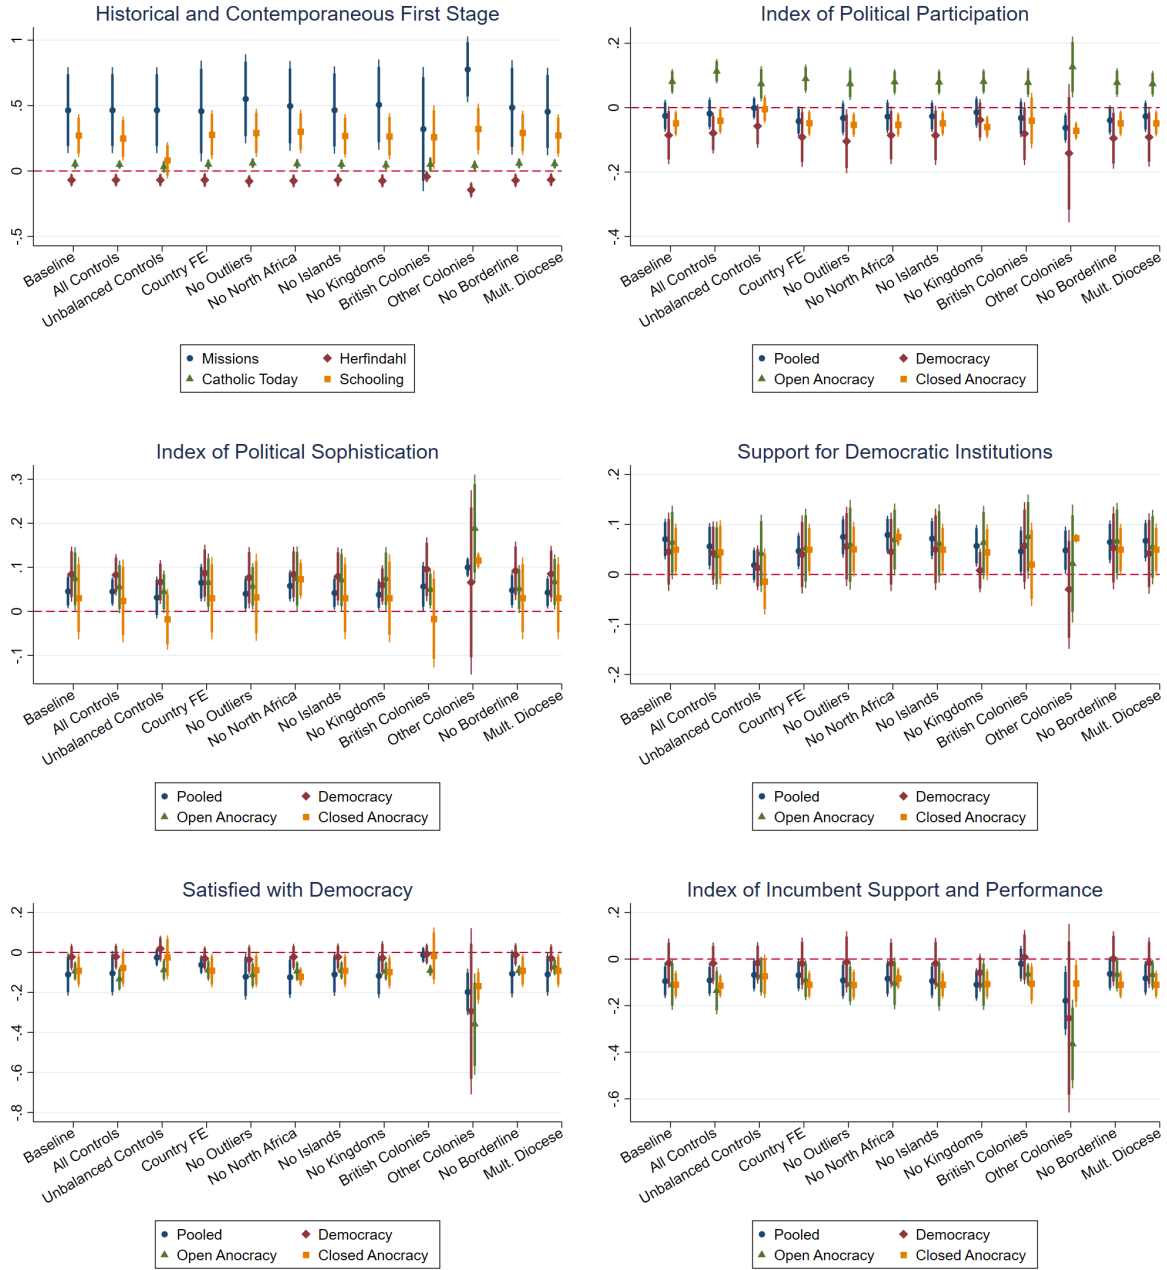 Historical and Contemporaneous First Stage
1
.5
0
-.5
Baseline
All Controls
Unbalanced Controls
Country FE
No Outliers
No North Africa
No Islands
No Kingdoms
British Colonies
Other Colonies
No Borderline
Mult. Diocese
Missions
Herfindahl
Catholic Today
Schooling
Index of Political Participation
.2
0
-.2
-.4
Baseline
All Controls
Unbalanced Controls
Country FE
No Outliers
No North Africa
No Islands
No Kingdoms
British Colonies
Other Colonies
No Borderline
Mult. Diocese
Pooled
Democracy
Open Anocracy
Closed Anocracy
Index of Political Sophistication
.3
.2
.1
0
-.1
Baseline
All Controls
Unbalanced Controls
Country FE
No Outliers
No North Africa
No Islands
No Kingdoms
British Colonies
Other Colonies
No Borderline
Mult. Diocese
Pooled
Democracy
Open Anocracy
Closed Anocracy
Support for Democratic Institutions
.2
.1
0
-.1
-.2
Baseline
All Controls
Unbalanced Controls
Country FE
No Outliers
No North Africa
No Islands
No Kingdoms
British Colonies
Other Colonies
No Borderline
Mult. Diocese
Pooled
Democracy
Open Anocracy
Closed Anocracy
Satisfied with Democracy
.2
0
-.2
-.4
-.6
-.8
Baseline
All Controls
Unbalanced Controls
Country FE
No Outliers
No North Africa
No Islands
No Kingdoms
British Colonies
Other Colonies
No Borderline
Mult. Diocese
Pooled
Democracy
Open Anocracy
Closed Anocracy
Index of Incumbent Support and Performance
.2
0
-.2
-.4
-.6
Baseline
All Controls
Unbalanced Controls
Country FE
No Outliers
No North Africa
No Islands
No Kingdoms
British Colonies
Other Colonies
No Borderline
Mult. Diocese
Pooled
Democracy
Open Anocracy
Closed Anocracy